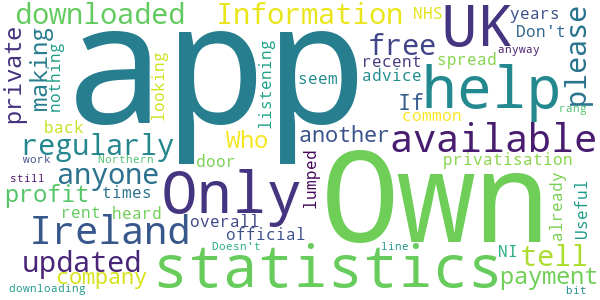 downloaded Information NHS UK years
app free Don't please
private making nothing looking listening seem recent anyway
If advice spread help
common rang
back Who another available
regularly door privatisation
anyone lumped Only Own already Useful
work still Northern
profit times
rent heard overall
Ireland official NI tell
updated Doesn't line
company statistics payment
downloading bit